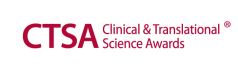 CTSA Clinical & Translational ®
Science Awards